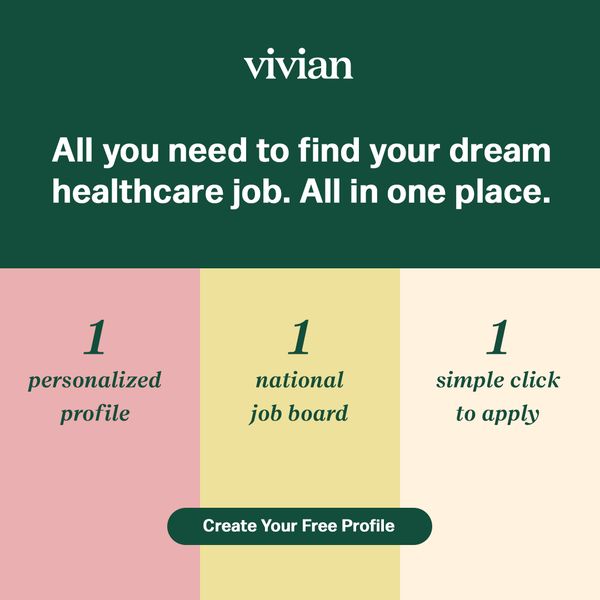 vivian
All you need to find your dream
healthcare job. All in one place.
1
personalized
profile
1
national
job board
1
simple click
to apply
Create Your Free Profile